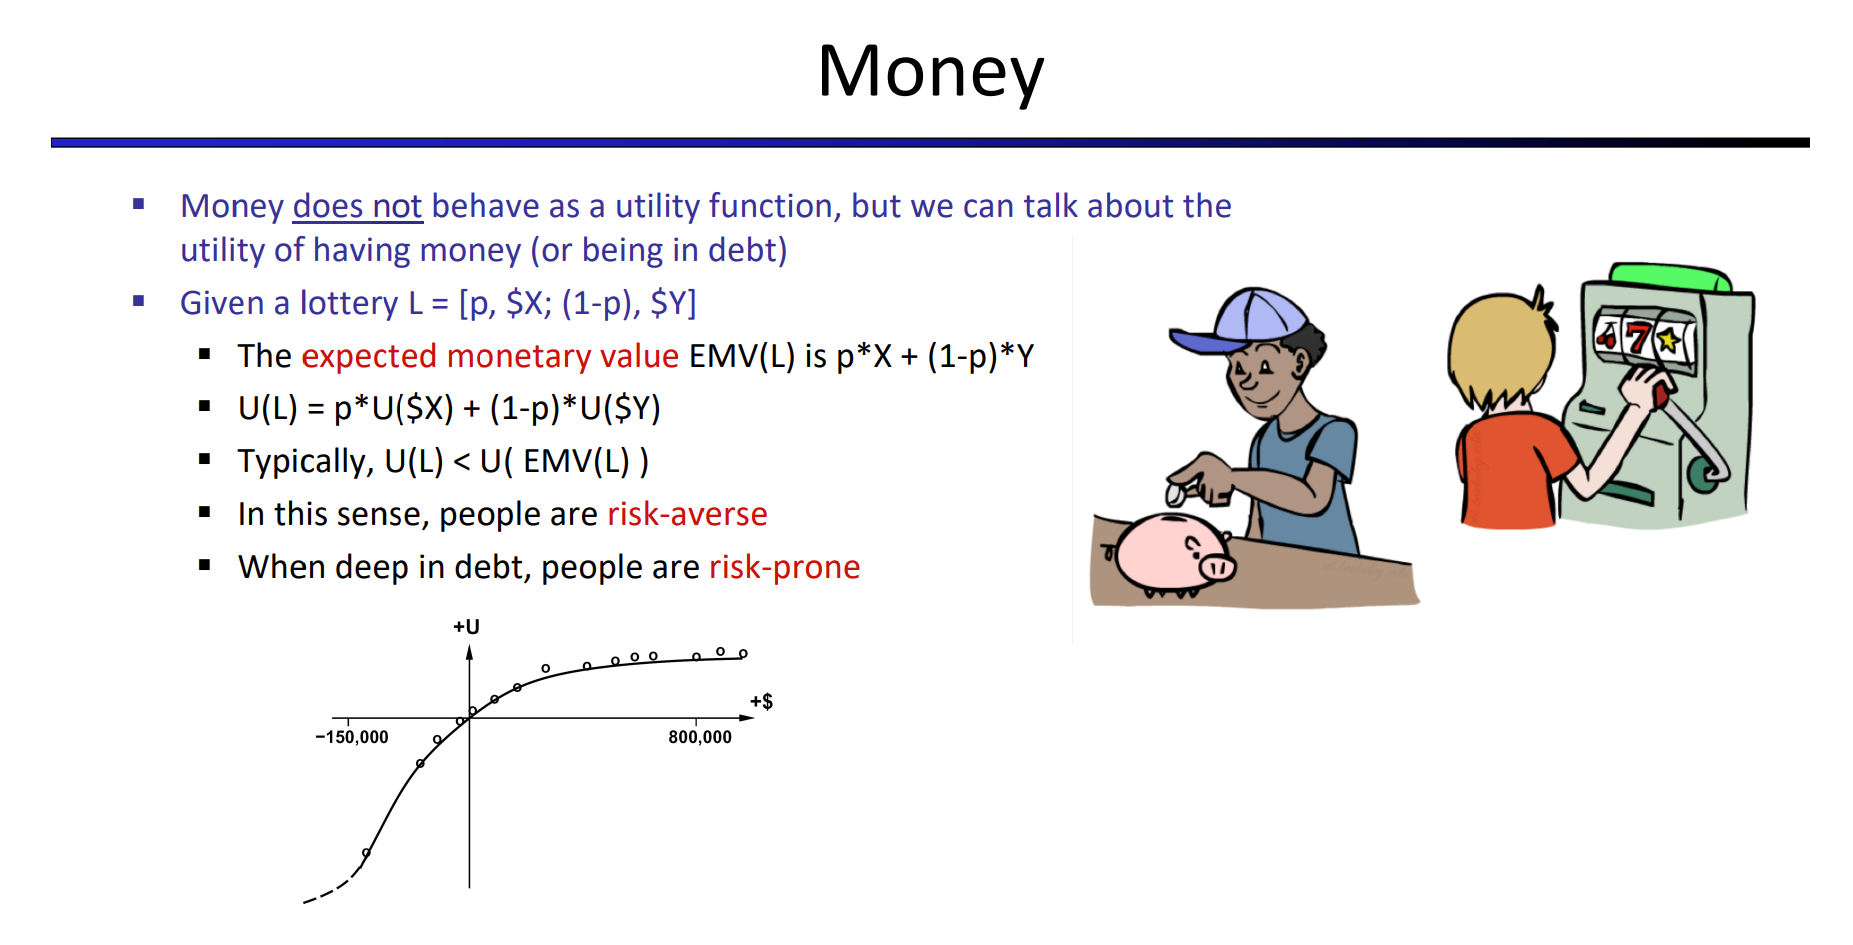 Money
▪ Money does not behave as a utility function, but we can talk about the
utility of having money (or being in debt)
▪ Given a lottery L = [p, $X; (1-p), $Y]
▪ The expected monetary value EMV(L) is p*X + (1-p)*Y
▪ U(L) = p*U($X) + (1-p)*U($Y)
▪ Typically, U(L) < U( EMV(L) )
▪ In this sense, people are risk-averse
▪ When deep in debt, people are risk-prone
7
+U
+$
−150,000
800,000